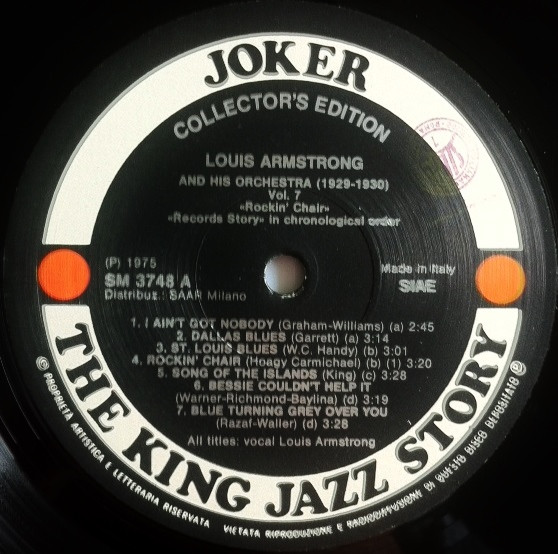 JOKER
COLLECTOR'S EDITION
LOUIS ARMSTRONG
AND HIS ORCHESTRA (1929-1930)
Vol. 7
«Rockin' Chair»
«Records Story» in chronological order
(P) 1975
SM 3748 A
Distribuz.: SAAR Milano
Made in Italy
SIAE
1. I AIN'T GOT NOBODY (Graham-Williams) (a) 2:45
2. DALLAS BLUES (Garrett) (a) 3:14
3. ST. LOUIS BLUES (W.C. Handy) (b) 3:01
4. ROCKIN' CHAIR (Hoagy Carmichael) (b) (1) 3:20
5. SONG OF THE ISLANDS (King) (c) 3:28
6. BESSIE COULDN'T HELP IT
(Warner-Richmond-Baylina) (d) 3:19
7. BLUE TURNING GREY OVER YOU
(Razaf-Waller) (d) 3:28
All titles: vocal Louis Armstrong
THE KING JAZZ STORY
© PROPRIETA ARTISTICA E LETTERARIA RISERVATA VIETATA RIPRODUZIONE E RADIODIFFUSIONE DI QUESTO DISCO DEPOSITATO ℗